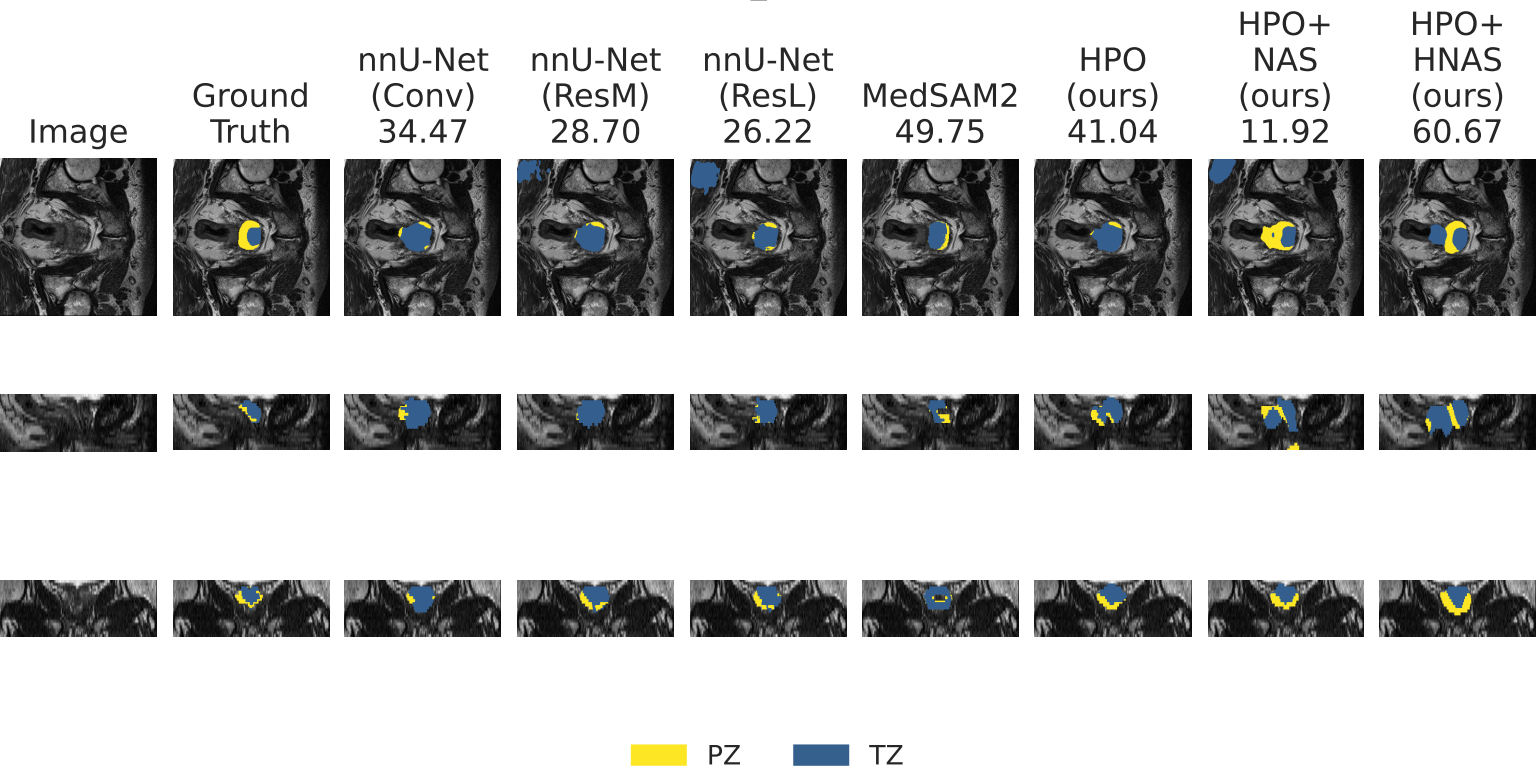 Image
Ground
Truth
nnU-Net
(Conv)
34.47
nnU-Net
(ResM)
28.70
nnU-Net
(ResL)
26.22
MedSAM2
49.75
HPO
(ours)
41.04
HPO+
NAS
(ours)
11.92
HPO+
HNAS
(ours)
60.67
PZ
TZ